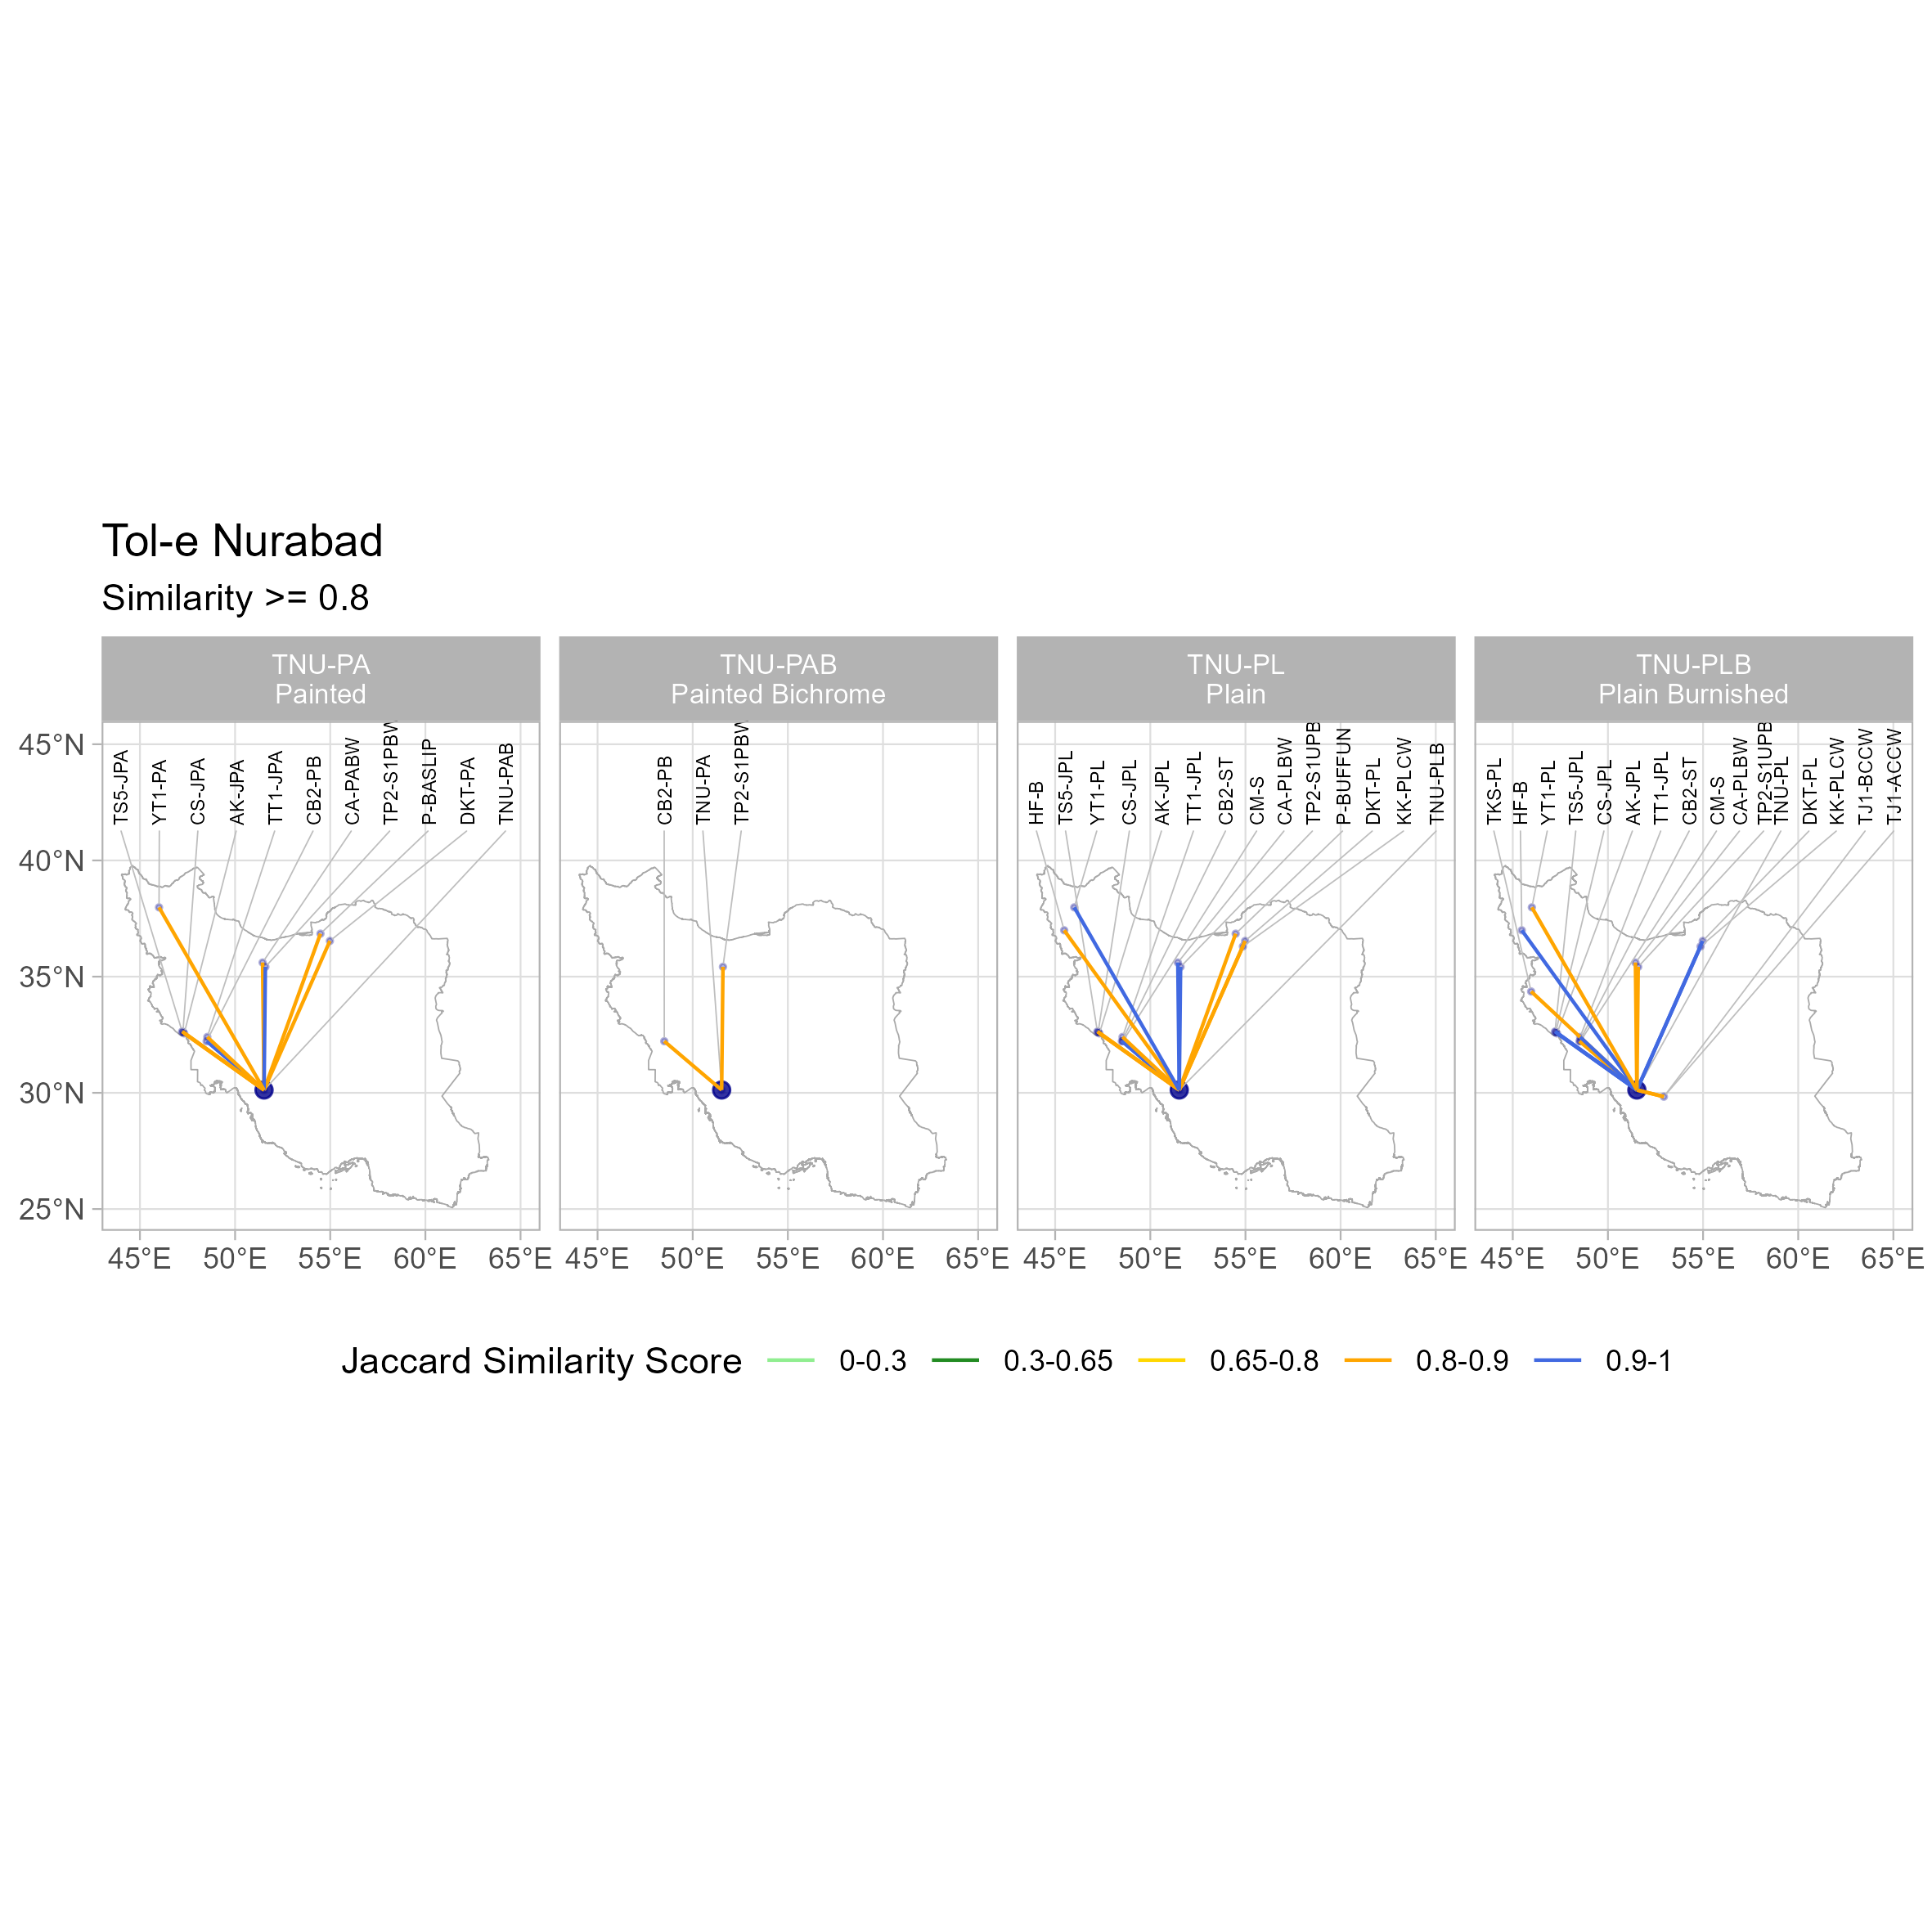 Tol-e Nurabad
Similarity >= 0.8
TNU-PA
Painted
TNU-PAB
Painted Bichrome
TNU-PL
Plain
TNU-PLB
Plain Burnished
TS5-JPA
YT1-PA
CS-JPA
AK-JPA
TT1-JPA
CB2-PB
CA-PABW
TP2-S1PBW
P-BASLIP
DKT-PA
TNU-PAB
CB2-PB
TNU-PA
TP2-S1PBW
HF-B
TS5-JPL
YT1-PL
CS-JPL
AK-JPL
TT1-JPL
CB2-ST
CM-S
CA-PLBW
TP2-S1UPB
P-BUFFUN
DKT-PL
KK-PLCW
TNU-PLB
TKS-PL
HF-B
YT1-PL
TS5-JPL
CS-JPL
AK-JPL
TT1-JPL
CB2-ST
CM-S
CA-PLBW
TP2-S1UPB
TNU-PL
DKT-PL
KK-PLCW
TJ1-BCCW
TJ1-ACCW
45°N
40°N
35°N
30°N
25°N
45°E 50°E 55°E 60°E 65°E
45°E 50°E 55°E 60°E 65°E
45°E 50°E 55°E 60°E 65°E
45°E 50°E 55°E 60°E 65°E
Jaccard Similarity Score 0-0.3 0.3-0.65 0.65-0.8 0.8-0.9 0.9-1